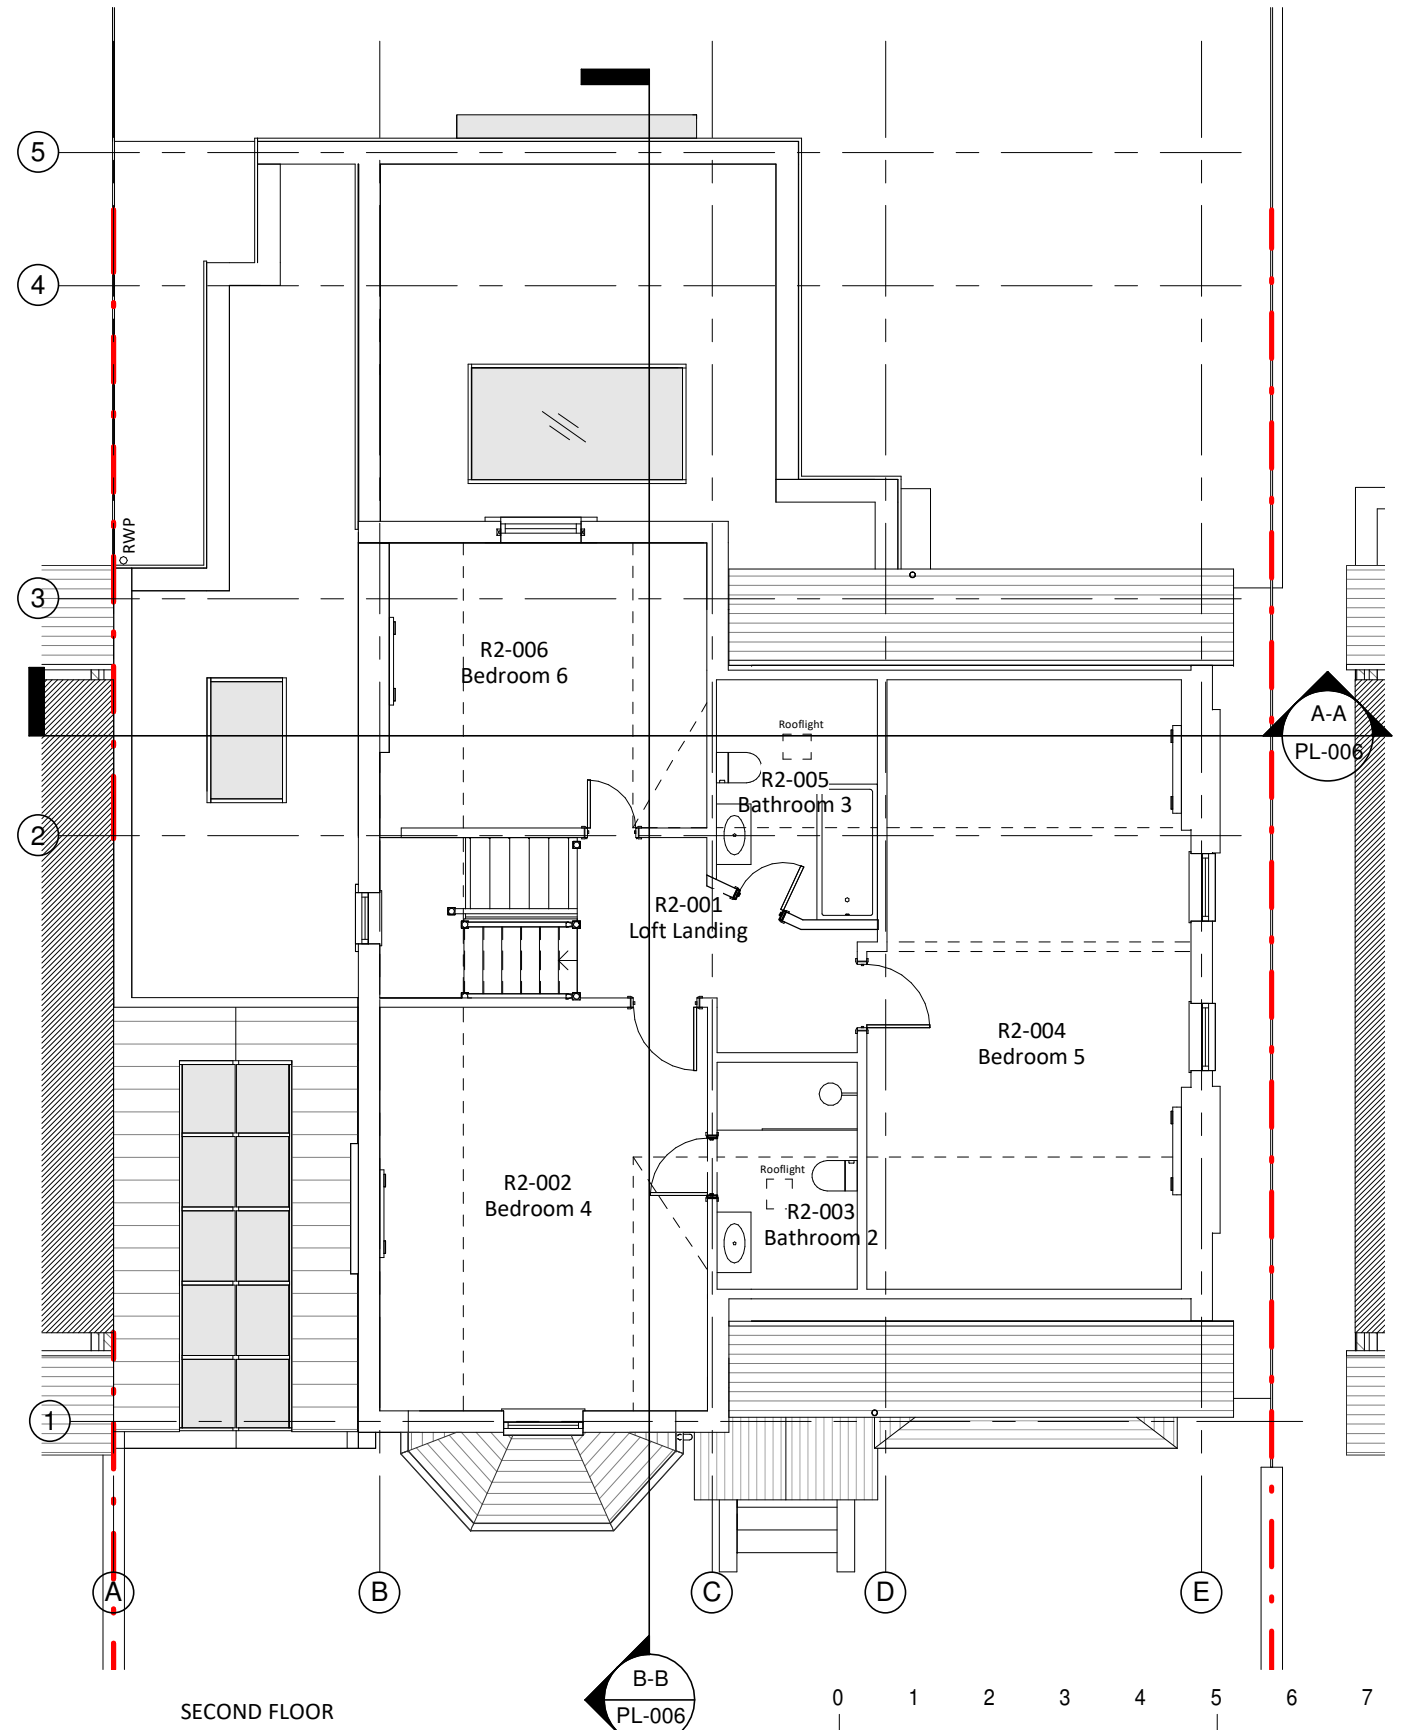 5
4
RWP
3
R2-006
Bedroom 6
Rooflight
A-A
PL-006
R2-005
Bathroom 3
2
R2-001
Loft Landing
R2-004
Bedroom 5
Rooflight
R2-002
Bedroom 4
R2-003
Bathroom 2
1
A
B
C
D
E
B-B
PL-006
SECOND FLOOR
0 1 2 3 4 5 6 7